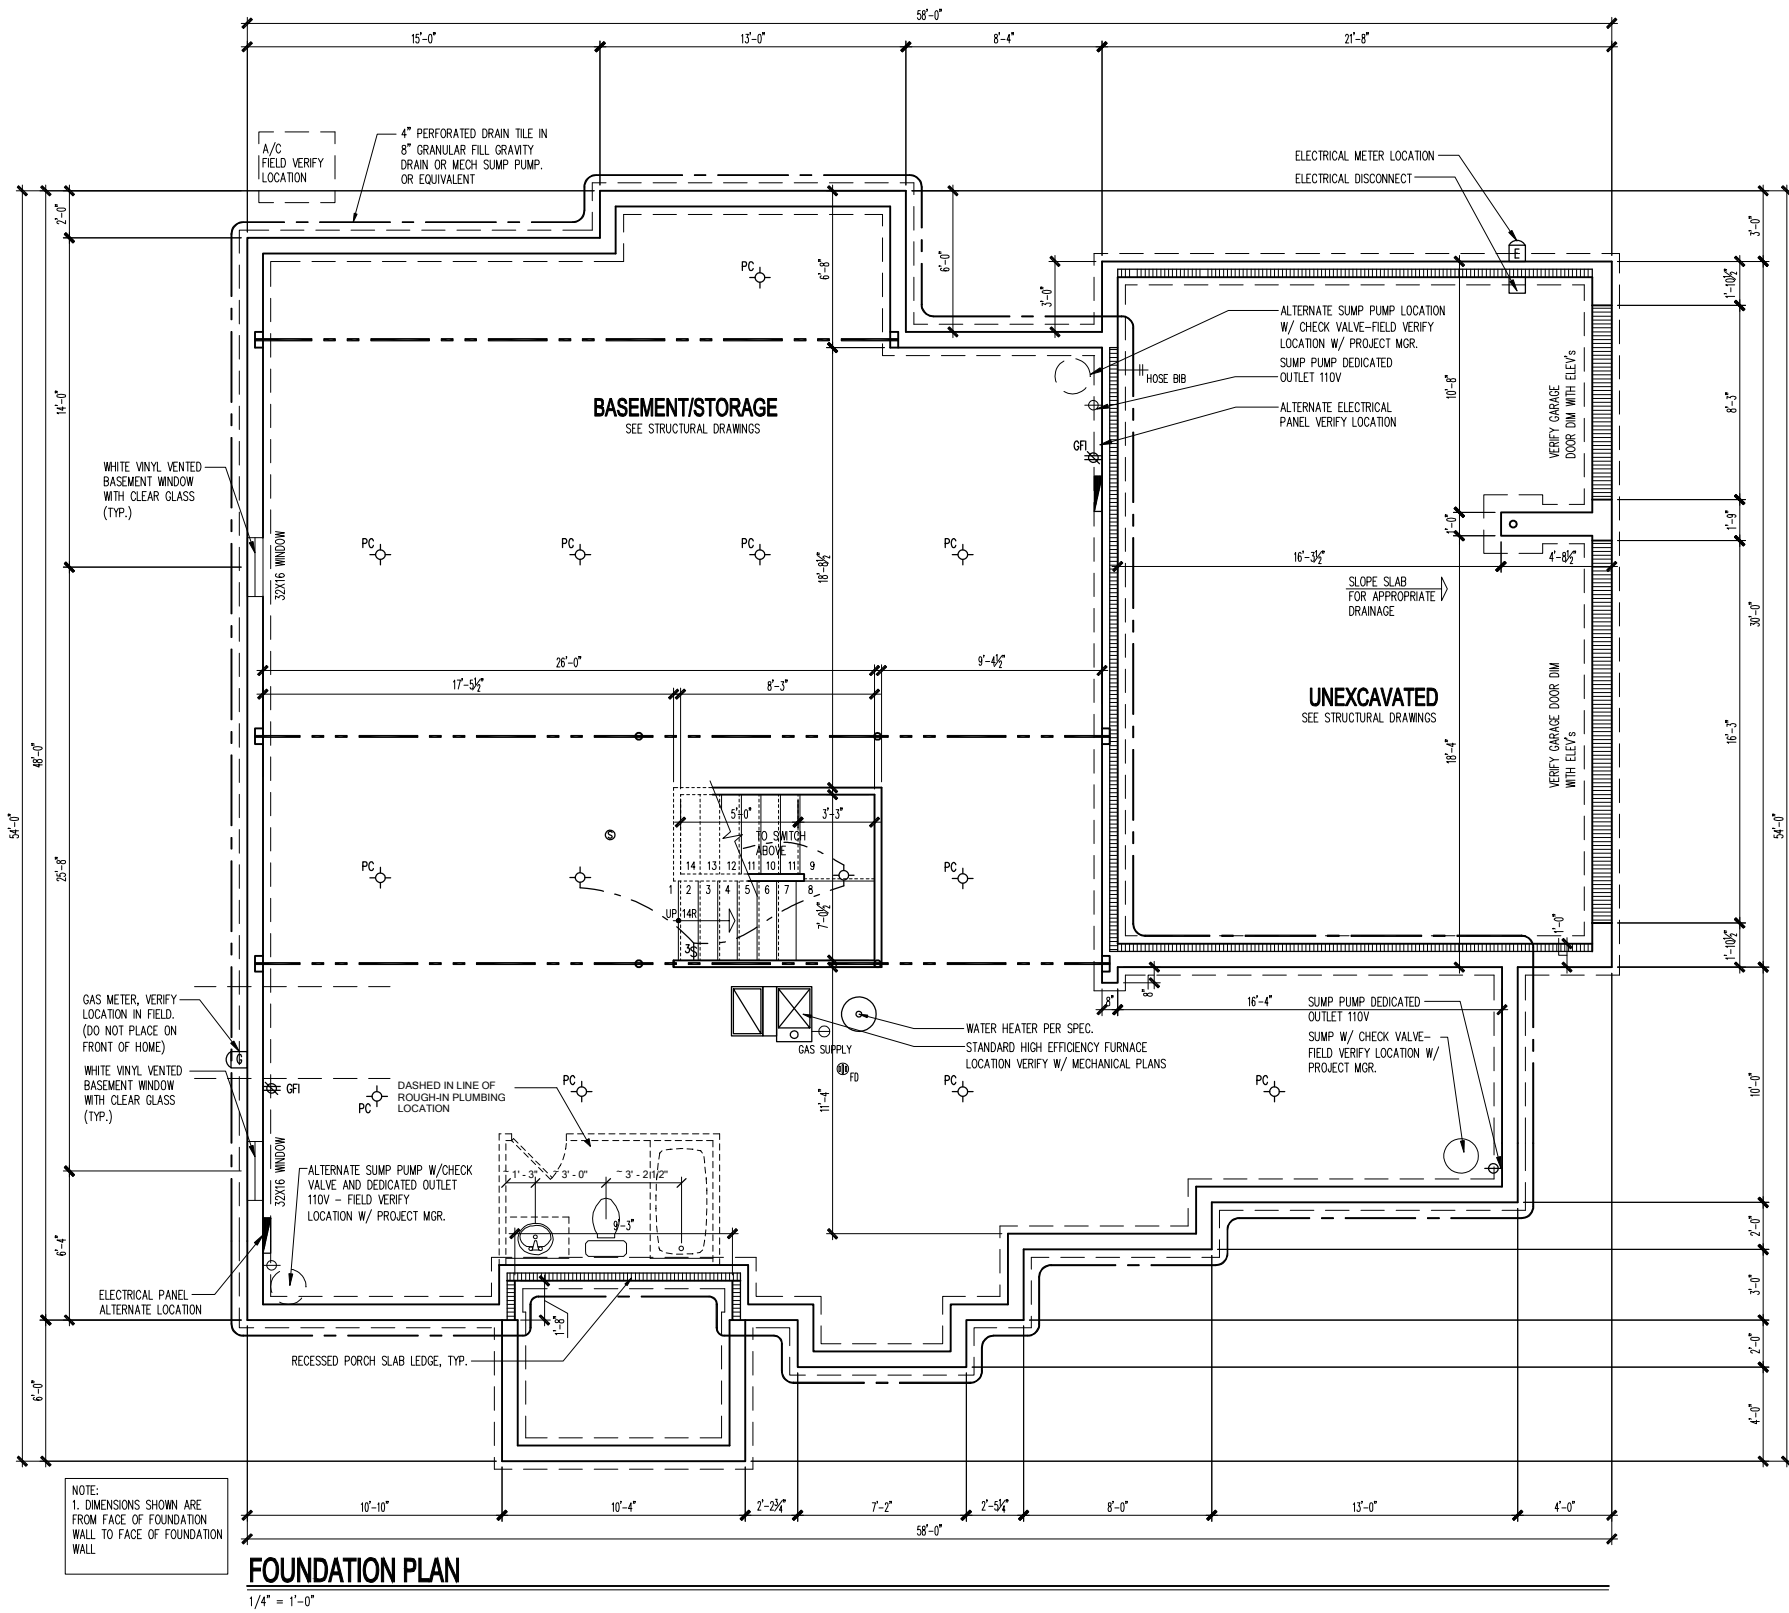 58'-0"
15'-0"
13'-0"
8'-4"
21'-8"
A/C
FIELD VERIFY
LOCATION
4" PERFORATED DRAIN TILE IN
8" GRANULAR FILL GRAVITY
DRAIN OR MECH SUMP PUMP.
OR EQUIVALENT
ELECTRICAL METER LOCATION
ELECTRICAL DISCONNECT
E
2'-0"
14'-0"
25'-8"
6'-4"
48'-0"
54'-0"
6'-0"
PC
6'-8"
6'-0"
3'-0"
3'-0"
1'-10½"
8'-3"
1'-9"
16'-3"
1'-10½"
30'-0"
54'-0"
10'-0"
2'-0"
3'-0"
2'-0"
4'-0"
ALTERNATE SUMP PUMP LOCATION
W/ CHECK VALVE-FIELD VERIFY
LOCATION W/ PROJECT MGR.
SUMP PUMP DEDICATED
OUTLET 110V
HOSE BIB
ALTERNATE ELECTRICAL
PANEL VERIFY LOCATION
GFI
10'-8"
VERIFY GARAGE
DOOR DIM WITH ELEV's
BASEMENT/STORAGE
SEE STRUCTURAL DRAWINGS
WHITE VINYL VENTED
BASEMENT WINDOW
WITH CLEAR GLASS
(TYP.)
32X16 WINDOW
PC
PC
PC
PC
18'-8½"
1'-0"
16'-3½"
4'-8½"
SLOPE SLAB
FOR APPROPRIATE
DRAINAGE
26'-0"
9'-4½"
17'-5½"
8'-3"
UNEXCAVATED
SEE STRUCTURAL DRAWINGS
18'-4"
VERIFY GARAGE DOOR DIM
WITH ELEV's
5'-0"
3'-3"
TO SWITCH
ABOVE
S
14 13 12 11 10 11 9
1 2 3 4 5 6 7 8
UP 14R
3S
7'-0½"
PC
PC
1'-0"
8"
8"
16'-4"
GAS METER, VERIFY
LOCATION IN FIELD.
(DO NOT PLACE ON
FRONT OF HOME)
G
WHITE VINYL VENTED
BASEMENT WINDOW
WITH CLEAR GLASS
(TYP.)
GFI
32X16 WINDOW
WATER HEATER PER SPEC.
STANDARD HIGH EFFICIENCY FURNACE
LOCATION VERIFY W/ MECHANICAL PLANS
GAS SUPPLY
FD
SUMP PUMP DEDICATED
OUTLET 110V
SUMP W/ CHECK VALVE-
FIELD VERIFY LOCATION W/
PROJECT MGR.
PC
PC
PC
PC
DASHED IN LINE OF
ROUGH-IN PLUMBING
LOCATION
11'-4"
ALTERNATE SUMP PUMP W/CHECK
VALVE AND DEDICATED OUTLET
110V - FIELD VERIFY
LOCATION W/ PROJECT MGR.
1' - 3"
3' - 0"
3' - 2 1/2"
9'-3"
1'-8"
ELECTRICAL PANEL
ALTERNATE LOCATION
RECESSED PORCH SLAB LEDGE, TYP.
NOTE:
1. DIMENSIONS SHOWN ARE
FROM FACE OF FOUNDATION
WALL TO FACE OF FOUNDATION
WALL
10'-10"
10'-4"
2'-2¾"
7'-2"
2'-5¼"
8'-0"
13'-0"
4'-0"
58'-0"
FOUNDATION PLAN
1/4" = 1'-0"